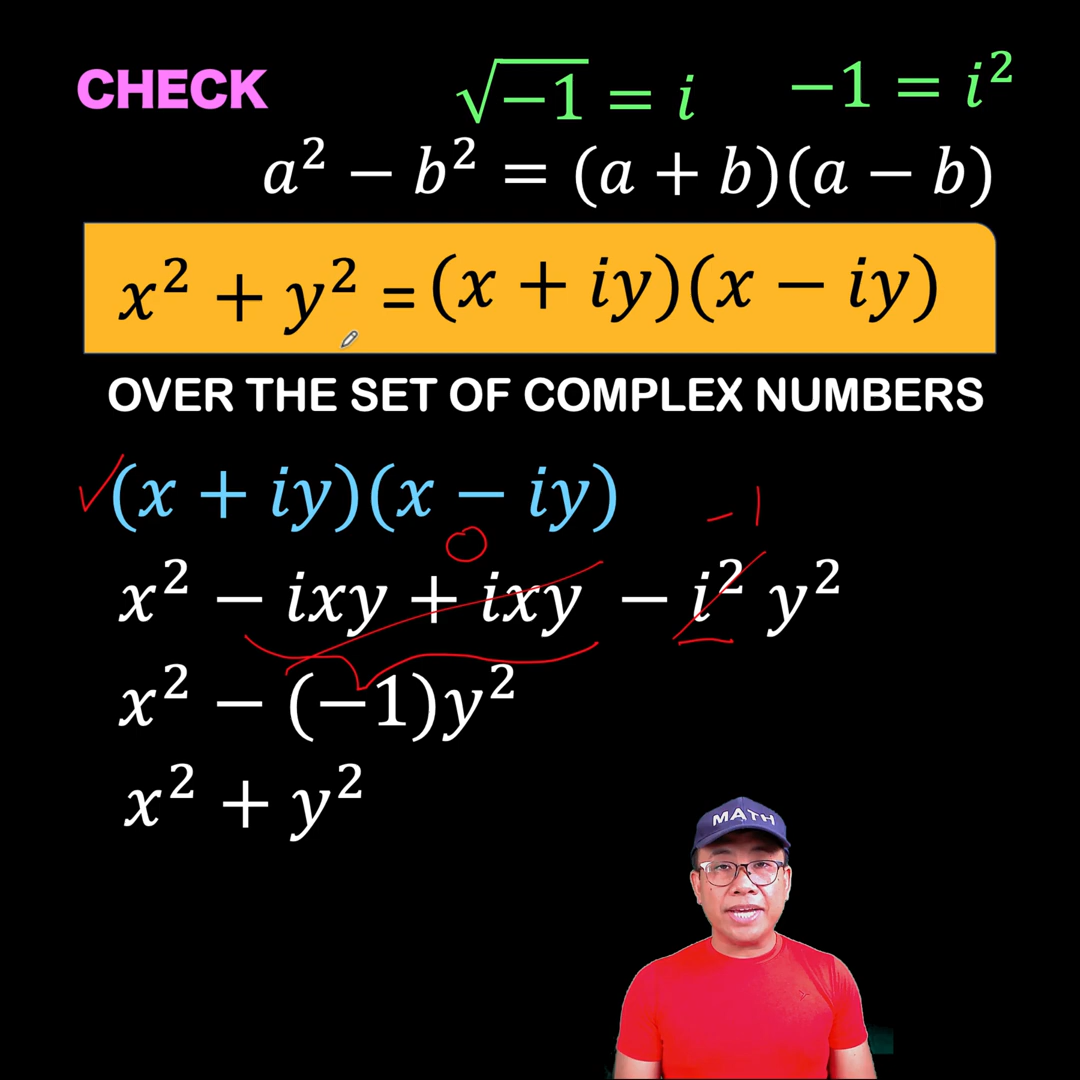 CHECK
√−1 = i
−1 = i²
a² − b² = (a + b)(a − b)
x² + y² = (x + iy)(x − iy)
OVER THE SET OF COMPLEX NUMBERS
(x + iy)(x − iy)
0
−1
x² − ixy + ixy − i² y²
x² − (−1)y²
x² + y²
MATH